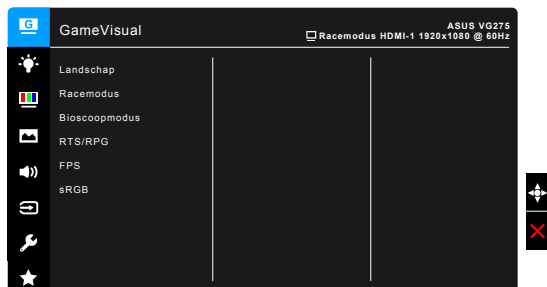 G
GameVisual
ASUS VG275
Racemodus HDMI-1 1920x1080 @ 60Hz
Landschap
Racemodus
Bioscoopmodus
RTS/RPG
FPS
sRGB